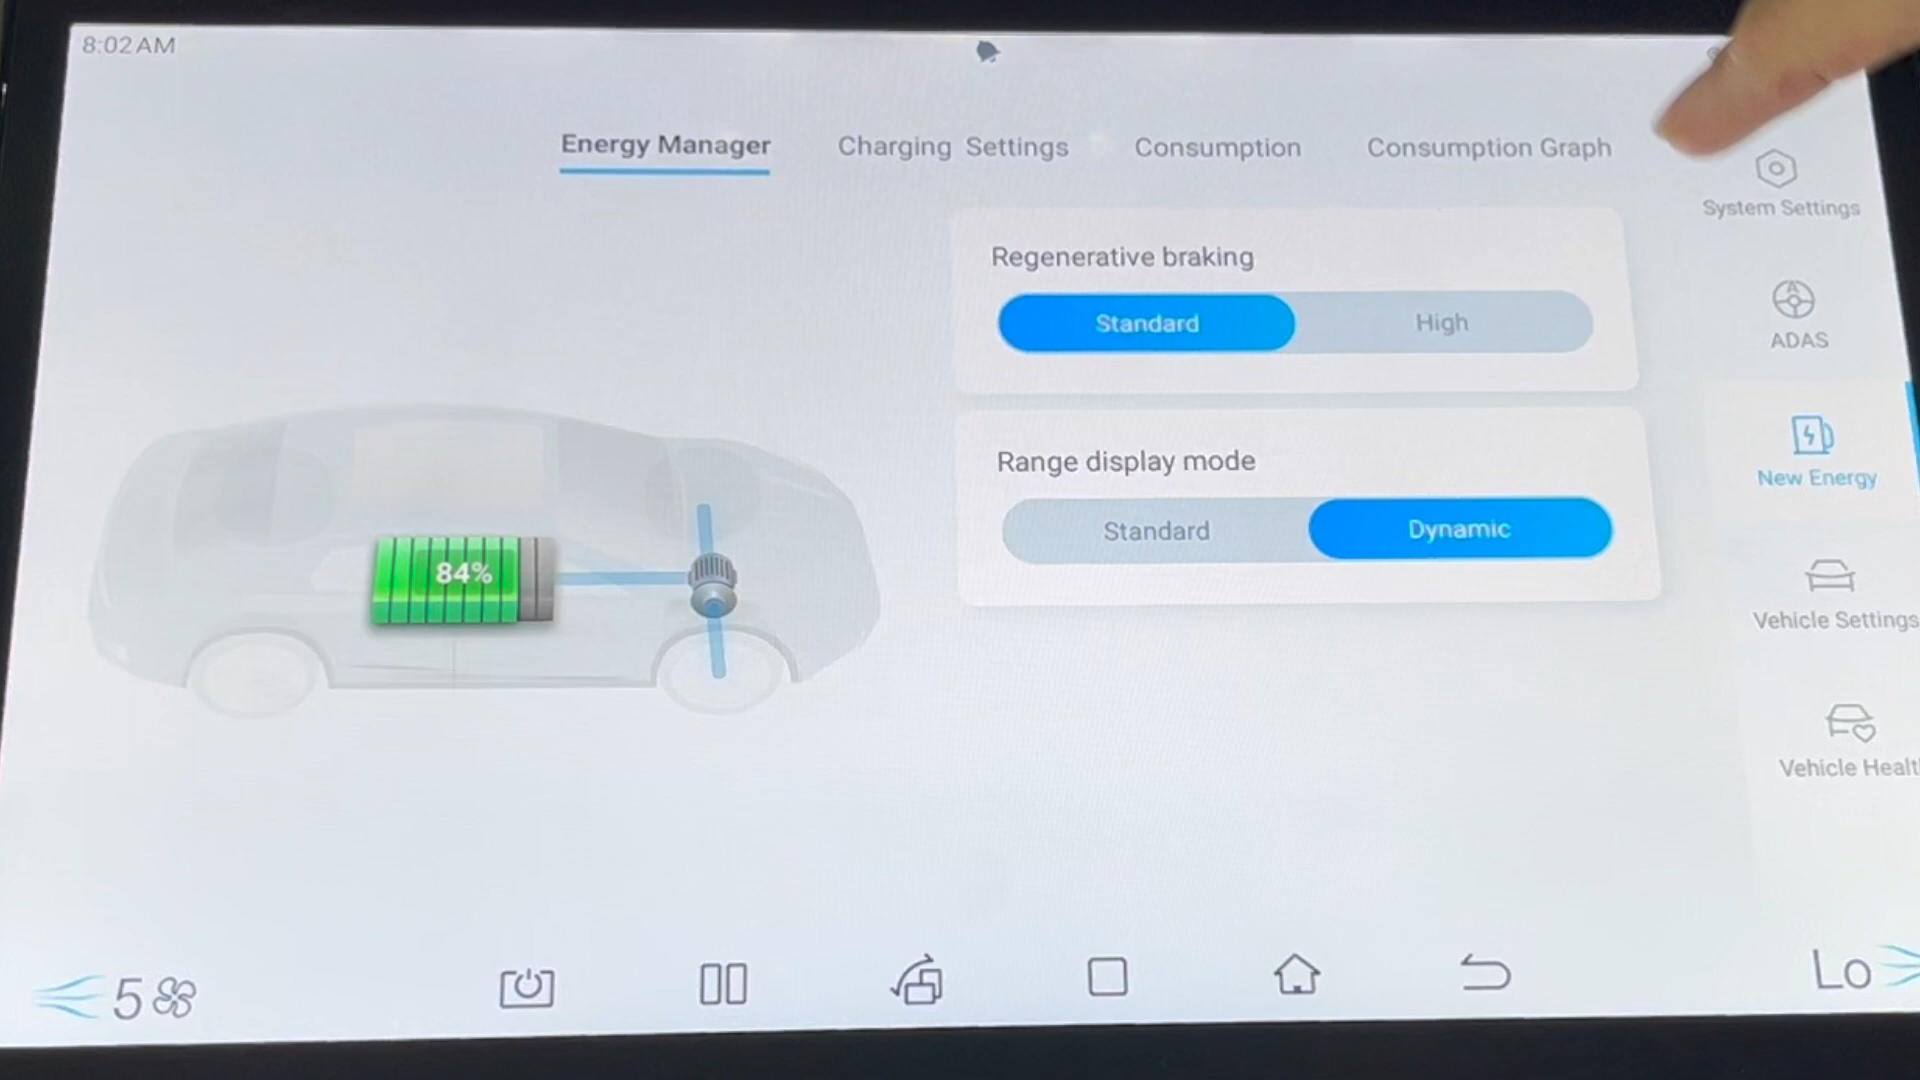 8:02 AM
Energy Manager
Charging Settings
Consumption
Consumption Graph
System Settings
Regenerative braking
Standard
High
ADAS
Range display mode
Standard
Dynamic
New Energy
84%
Vehicle Settings
Vehicle Healt
5
Lo